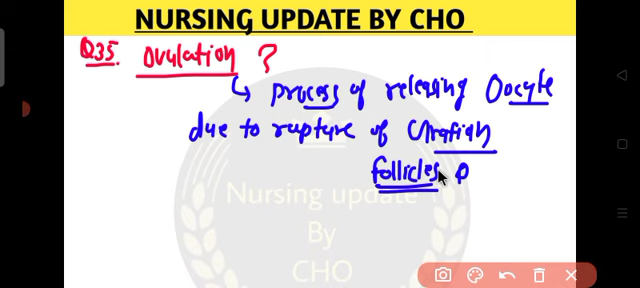 NURSING UPDATE BY CHO
Q.35. Ovulation ?
↳ process of releasing Oocyte
due to rupture of Graafian
follicles
Nursing update
By
CHO